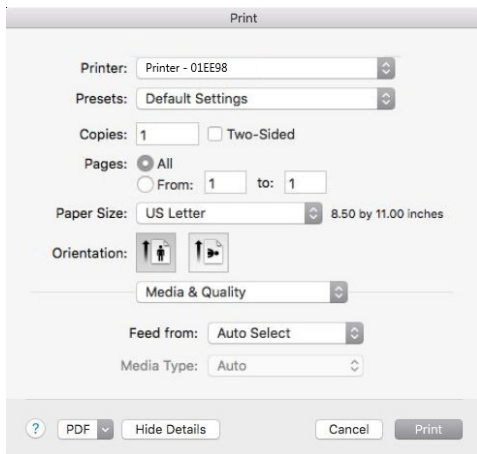 Print
Printer: Printer - 01EE98
Presets: Default Settings
Copies: 1 Two-Sided
Pages: All
From: 1 to: 1
Paper Size: US Letter 8.50 by 11.00 inches
Orientation:
Media & Quality
Feed from: Auto Select
Media Type: Auto
? PDF Hide Details Cancel Print